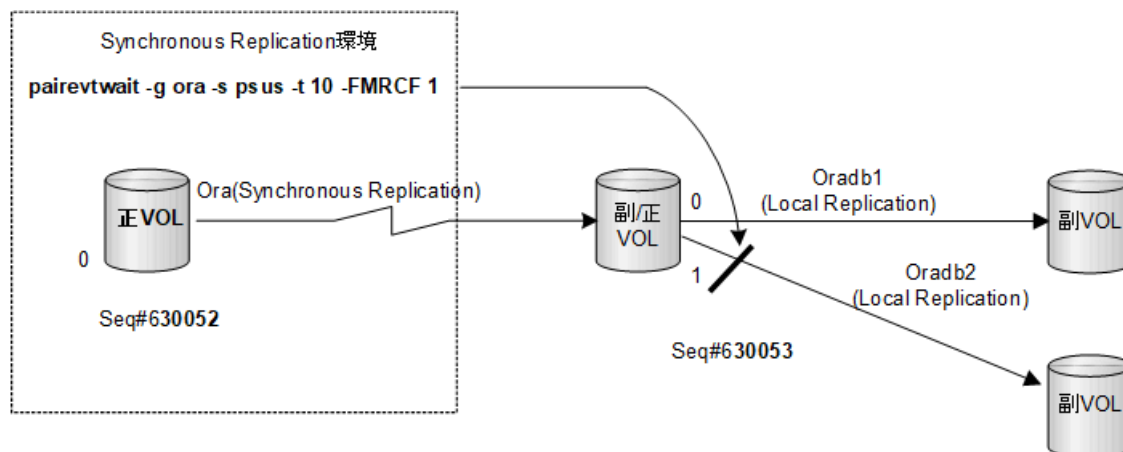 Synchronous Replication環境
pairevtwait -g ora -s psus -t 10 -FMRCF 1
正VOL
0
Seq#630052
Ora(Synchronous Replication)
副/正
VOL
0
1
Seq#630053
Oradb1
(Local Replication)
副VOL
Oradb2
(Local Replication)
副VOL